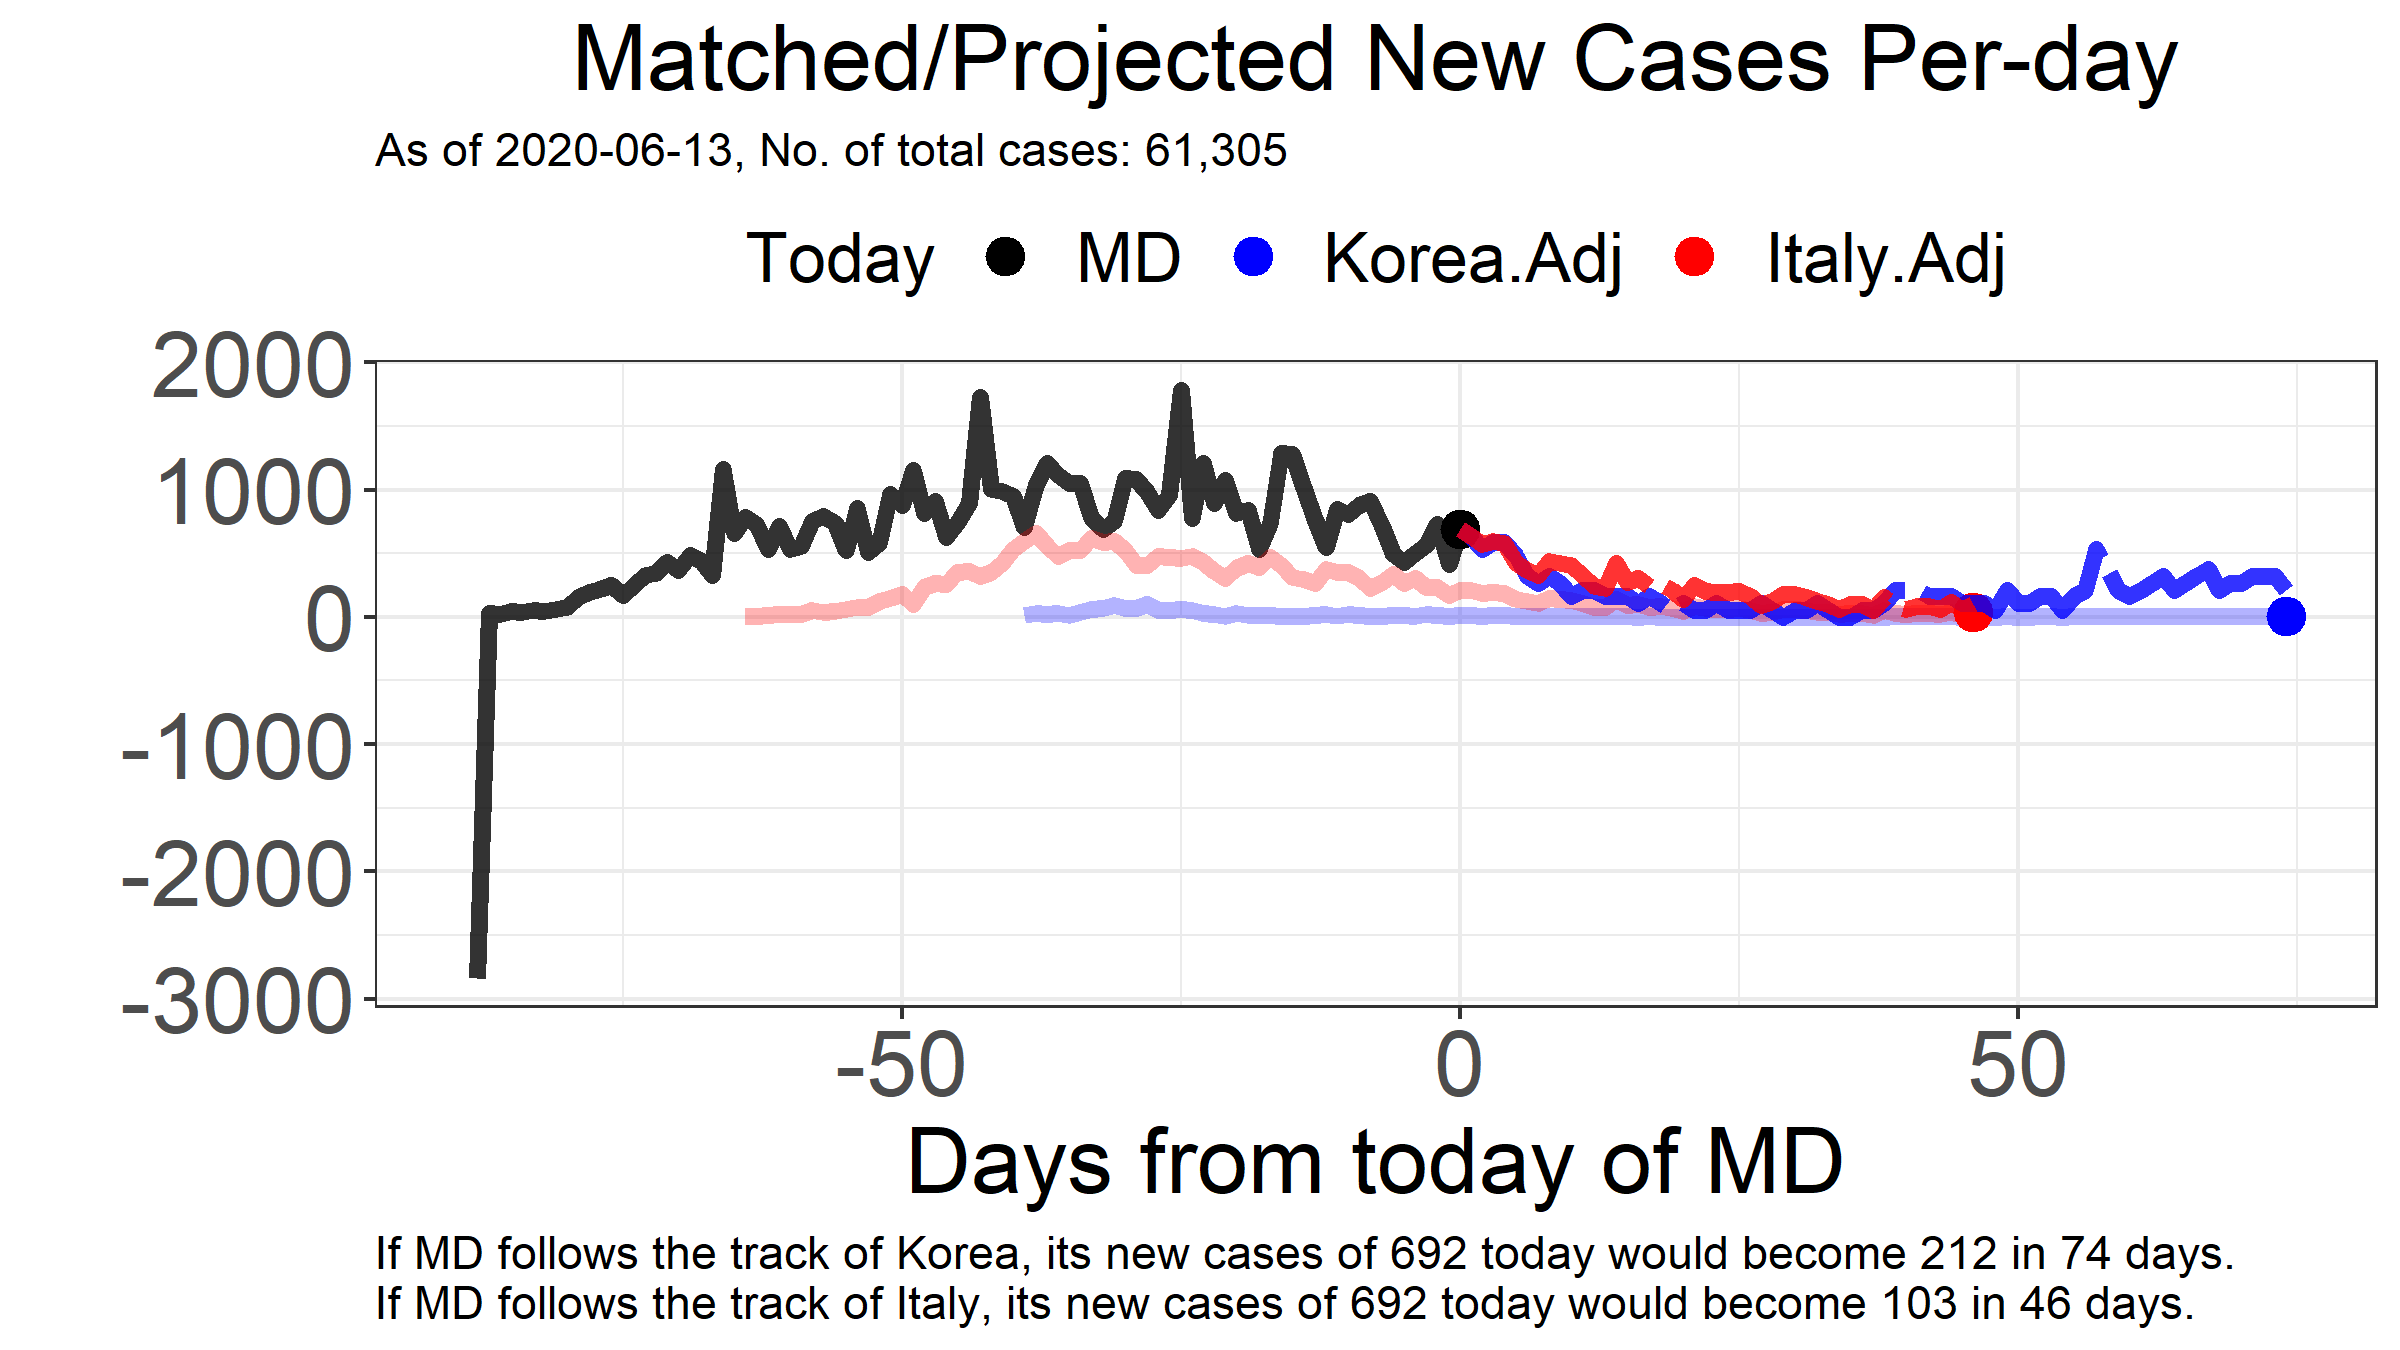 Matched/Projected New Cases Per-day
As of 2020-06-13, No. of total cases: 61,305
Today MD Korea.Adj Italy.Adj
2000
1000
0
-1000
-2000
-3000
-50 0 50
Days from today of MD
If MD follows the track of Korea, its new cases of 692 today would become 212 in 74 days.
If MD follows the track of Italy, its new cases of 692 today would become 103 in 46 days.